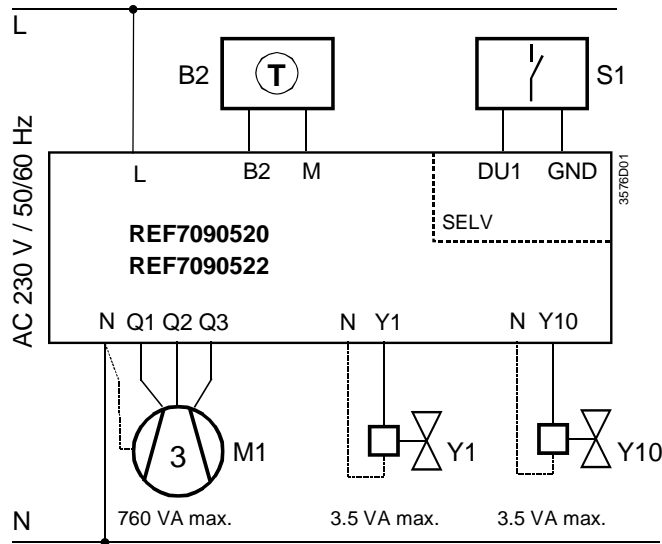 L
B2 T S1
AC 230 V / 50/60 Hz
L B2 M DU1 GND
3576D01
SELV
REF7090520
REF7090522
N Q1 Q2 Q3 N Y1 N Y10
3 M1 Y1 Y10
N 760 VA max. 3.5 VA max. 3.5 VA max.